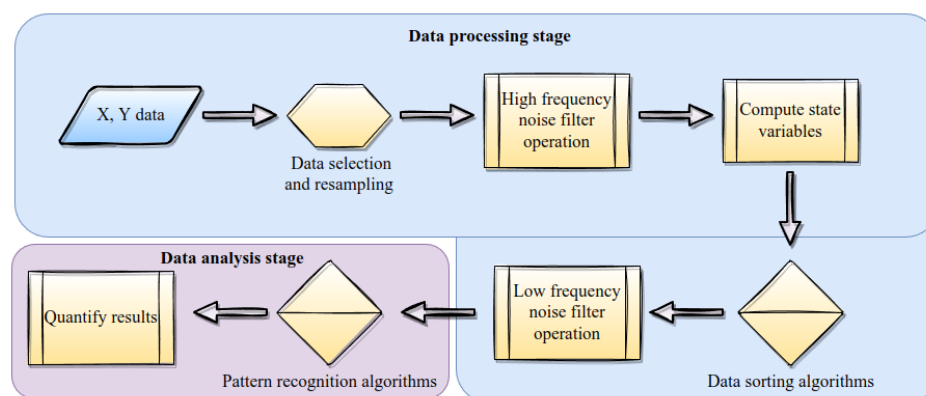 Data processing stage
X, Y data
Data selection
and resampling
High frequency
noise filter
operation
Compute state
variables
Data analysis stage
Quantify results
Pattern recognition algorithms
Low frequency
noise filter
operation
Data sorting algorithms